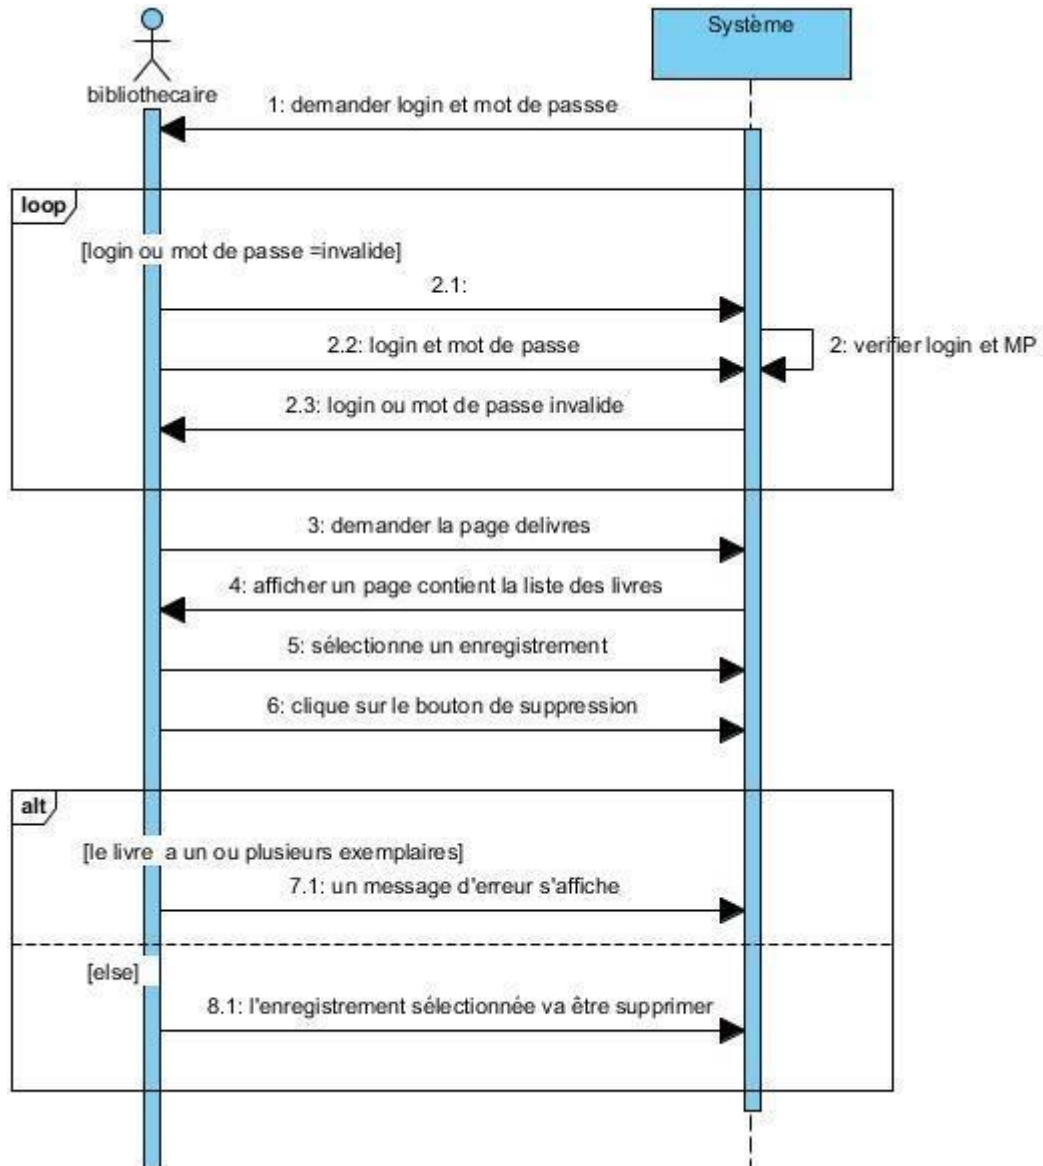 Système
bibliothecaire
1: demander login et mot de passse
loop
[login ou mot de passe =invalide]
2.1:
2.2: login et mot de passe
2: verifier login et MP
2.3: login ou mot de passe invalide
3: demander la page delivres
4: afficher un page contient la liste des livres
5: sélectionne un enregistrement
6: clique sur le bouton de suppression
alt
[le livre a un ou plusieurs exemplaires]
7.1: un message d'erreur s'affiche
[else]
8.1: l'enregistrement sélectionnée va être supprimer